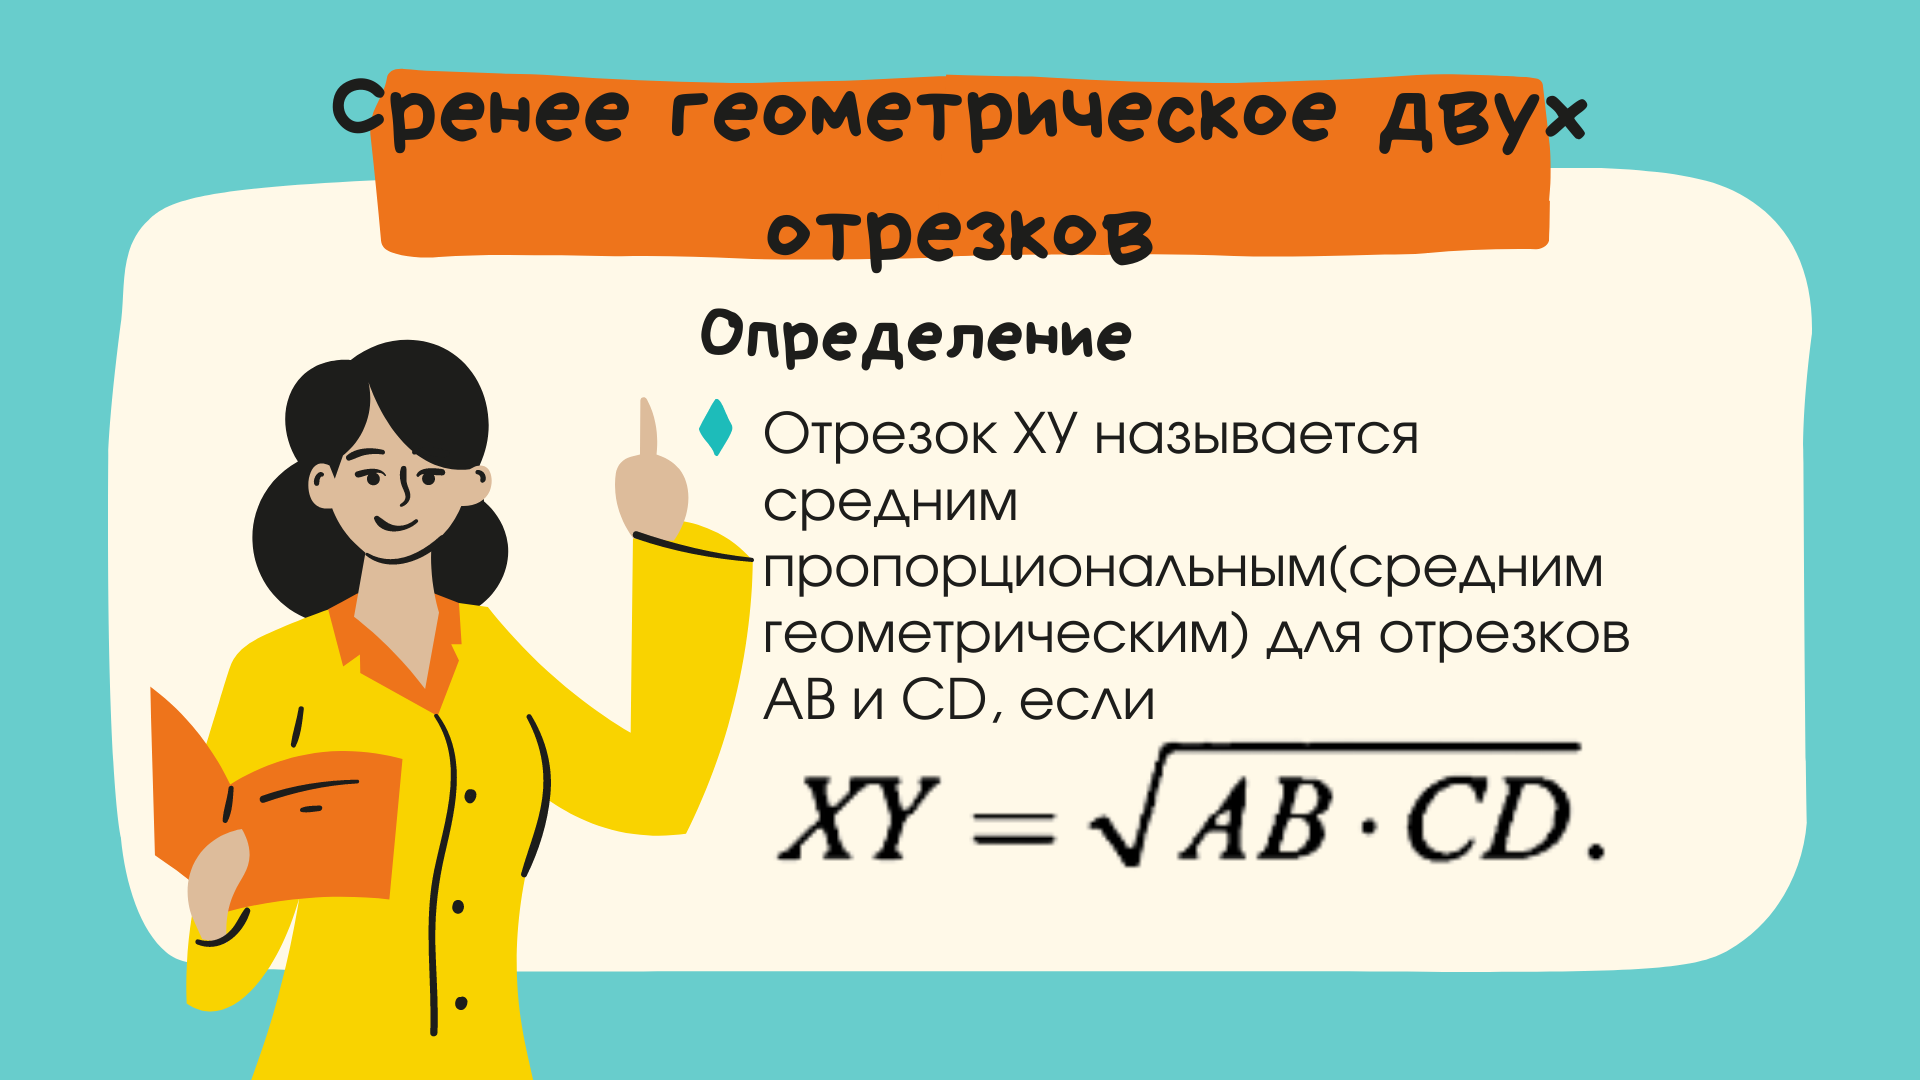 Сренее геометрическое двух
отрезков
Определение
Отрезок XY называется
средним
пропорциональным(средним
геометрическим) для отрезков
AB и CD, если
XY = √AB · CD.